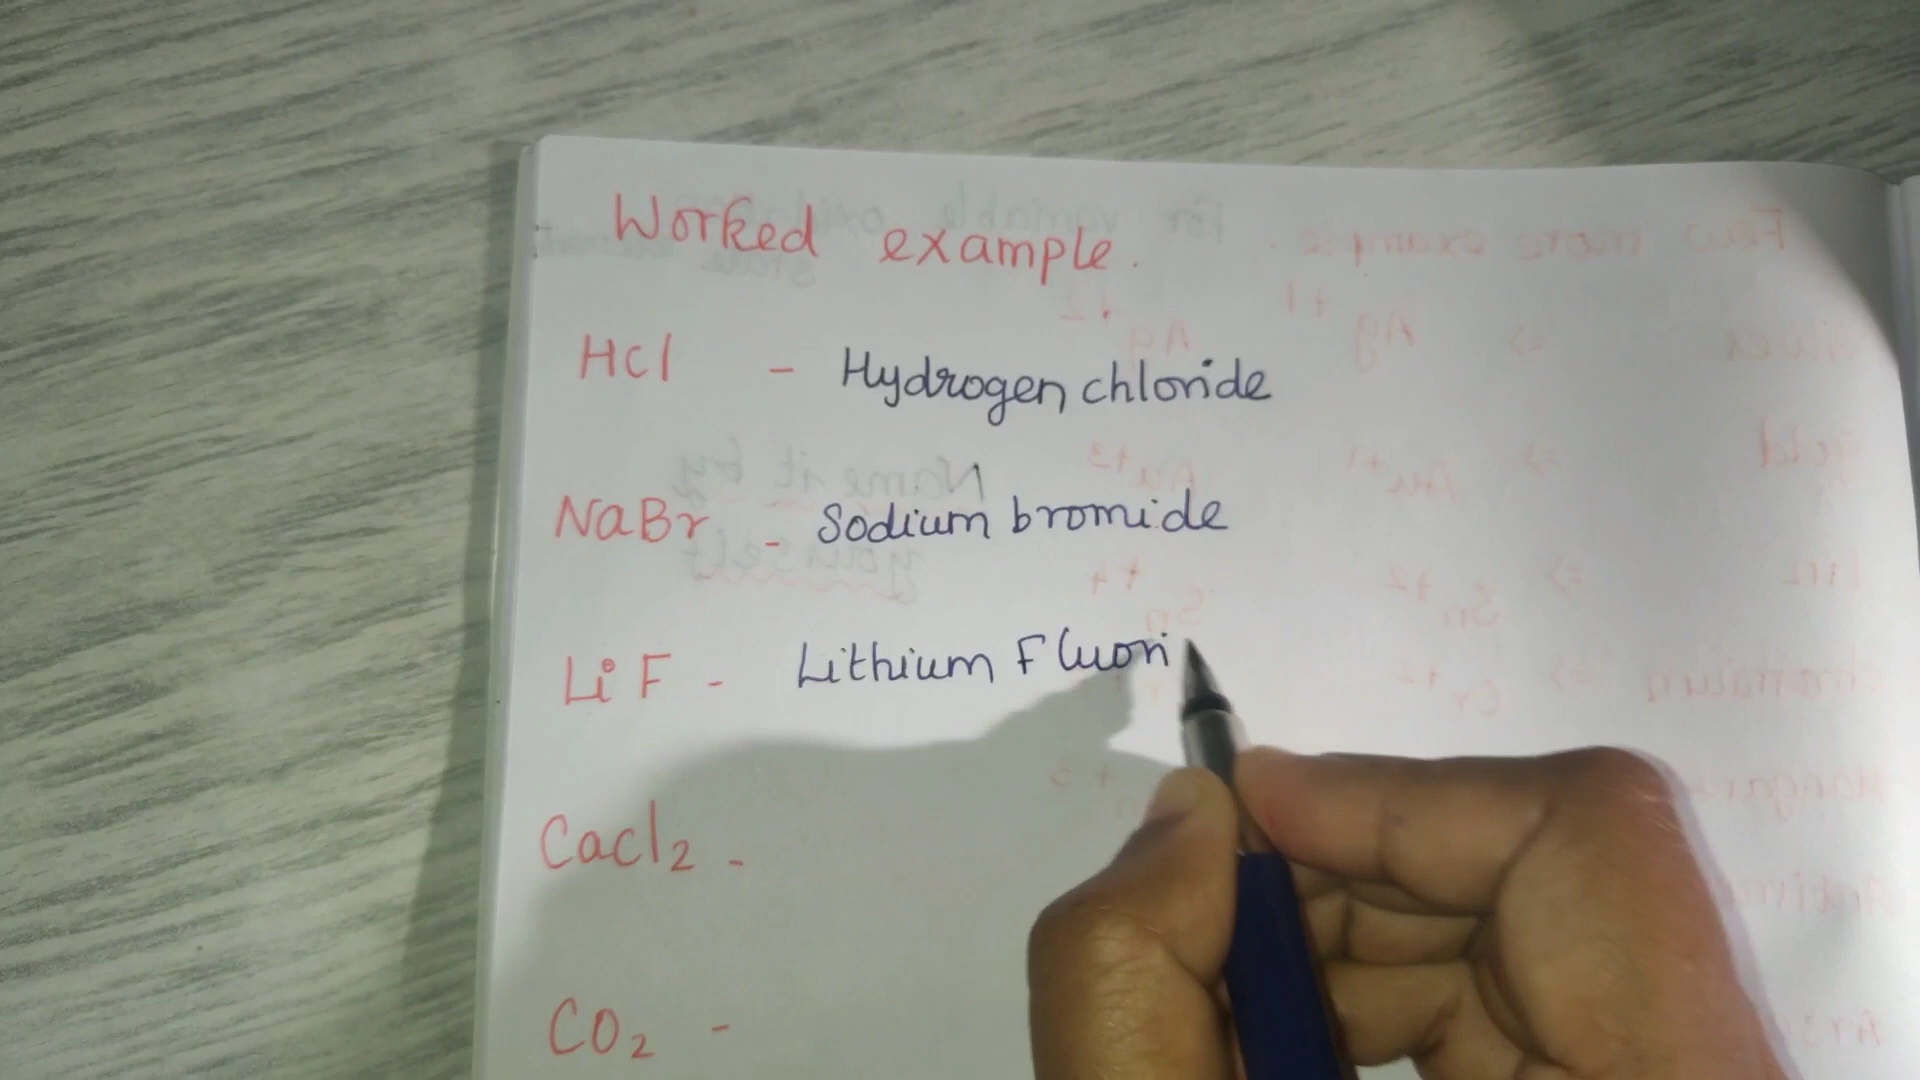 Worked example.
HCl - Hydrogen chloride
NaBr - Sodium bromide
LiF - Lithium Fluori
CaCl2 -
CO2 -